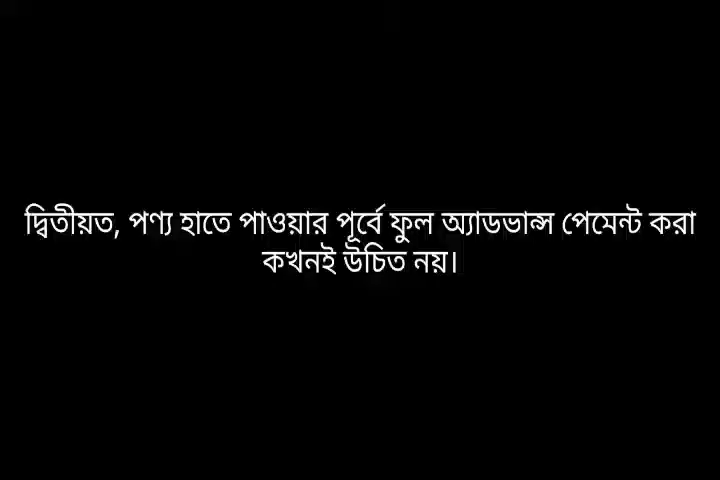 দ্বিতীয়ত, পণ্য হাতে পাওয়ার পূর্বে ফুল অ্যাডভান্স পেমেন্ট করা
কখনই উচিত নয়।